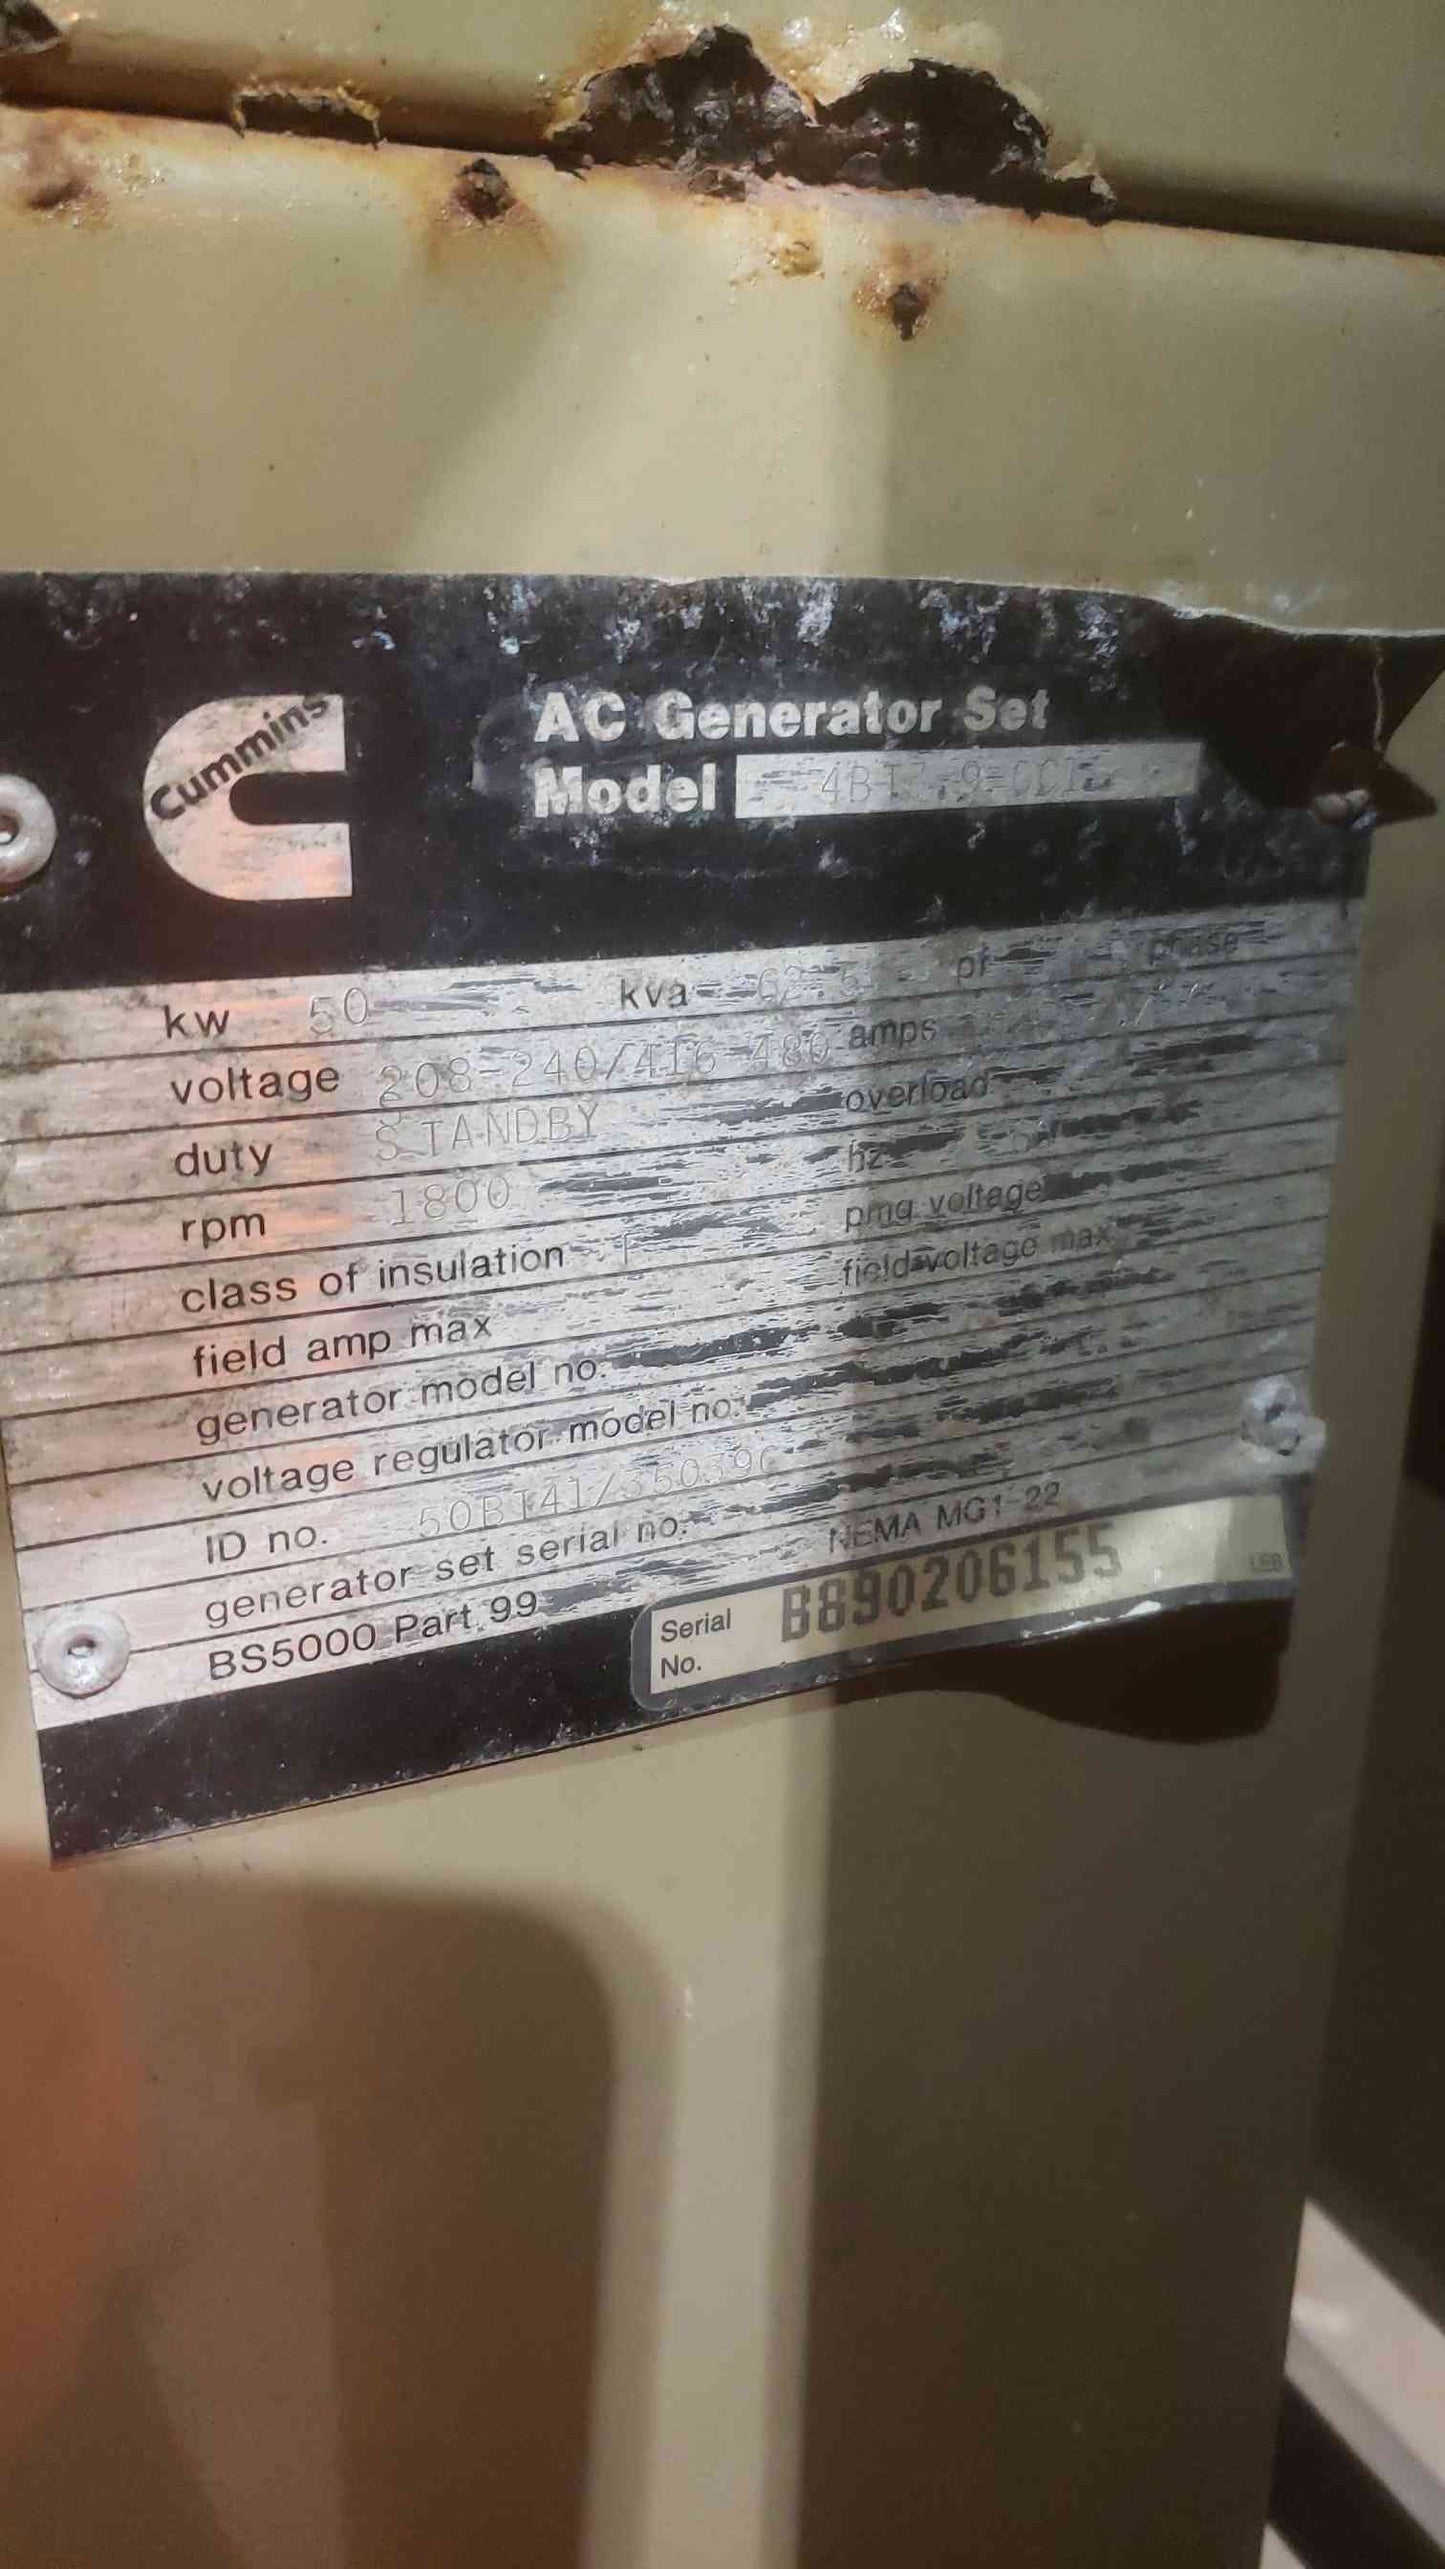 Cummins
AC Generator Set
Model
kw 50 kva 62.5 pf phase
voltage 208-240/416-480 amps
duty STANDBY overload
rpm 1800 hz
class of insulation pmg voltage
field amp max field voltage max
generator model no.
voltage regulator model no.
ID no.
generator set serial no.
BS5000 Part 99 NEMA MG1-22
Serial No. B890206155